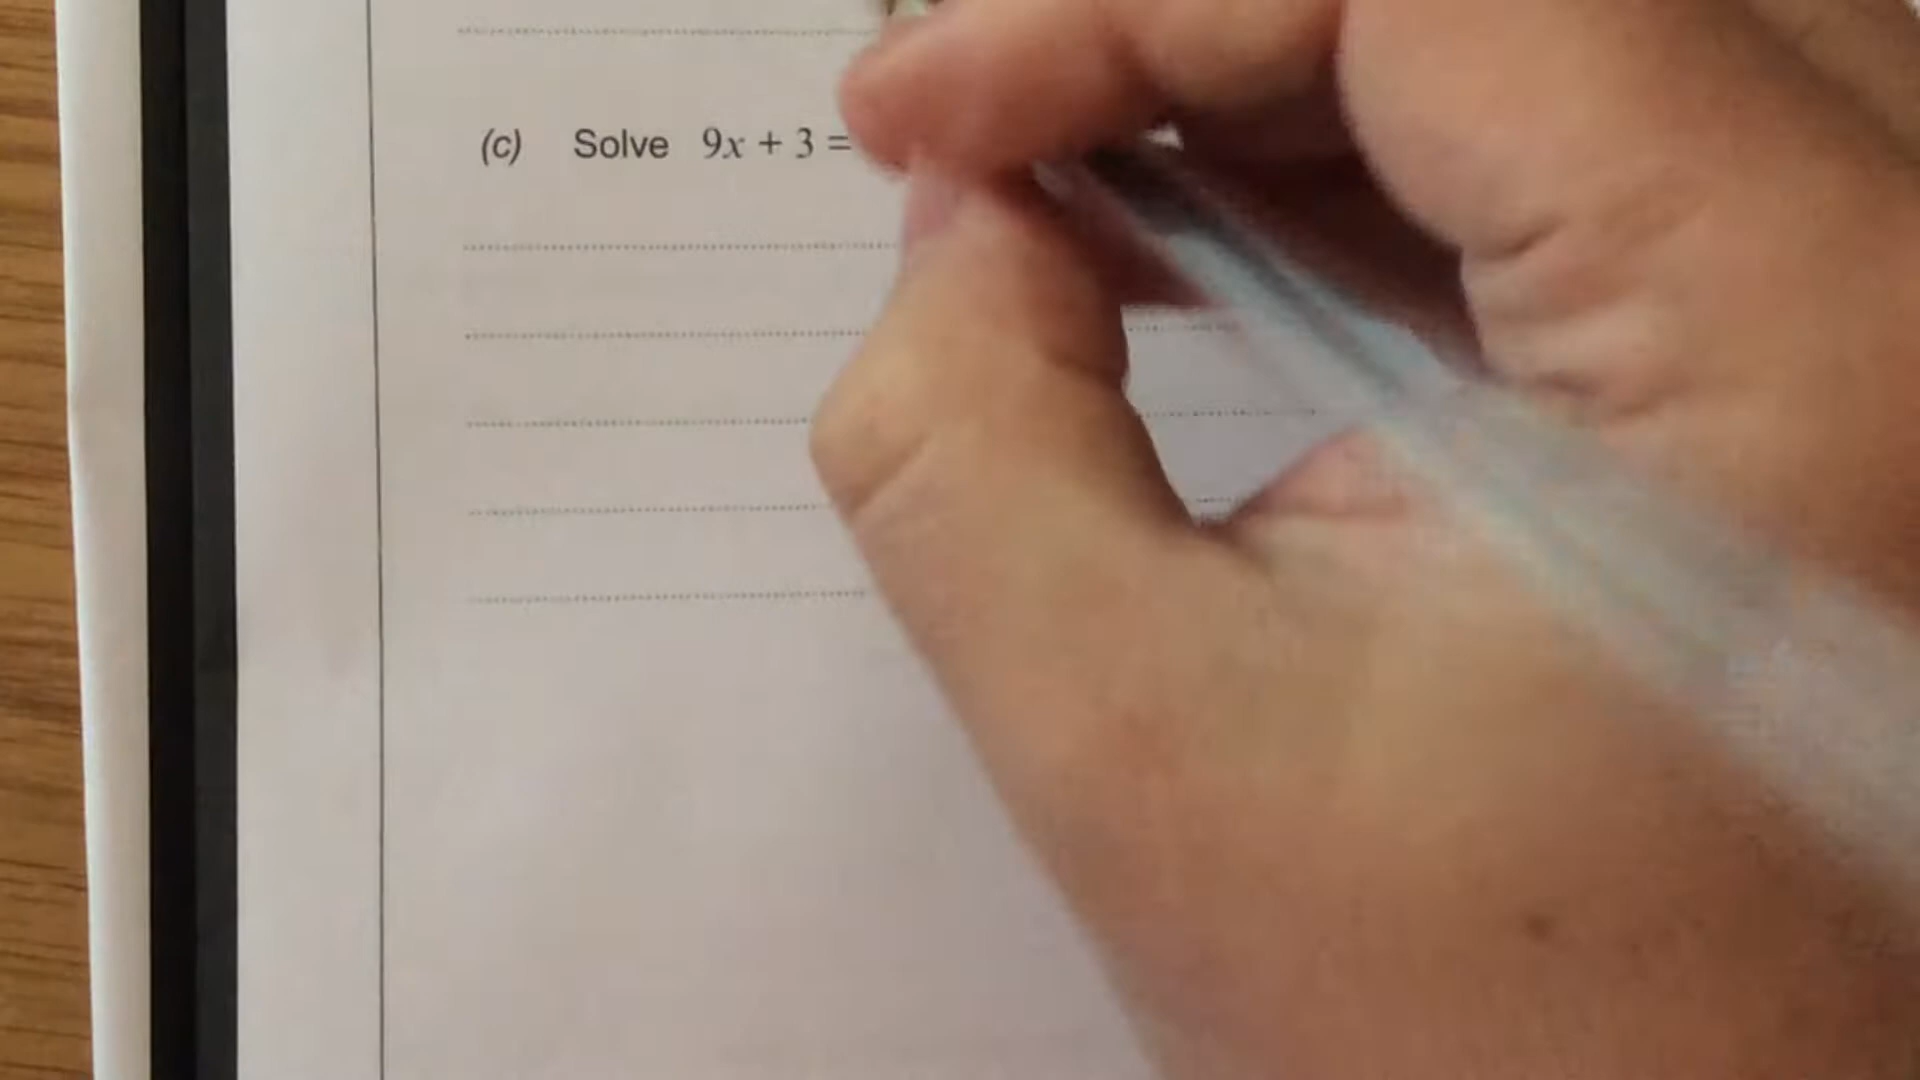 (c) Solve 9x + 3 =